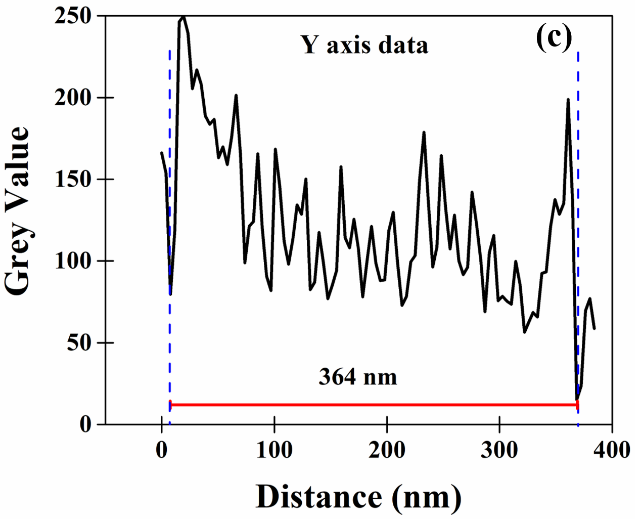 250
200
150
100
50
0
Grey Value
Y axis data
(c)
364 nm
0 100 200 300 400
Distance (nm)